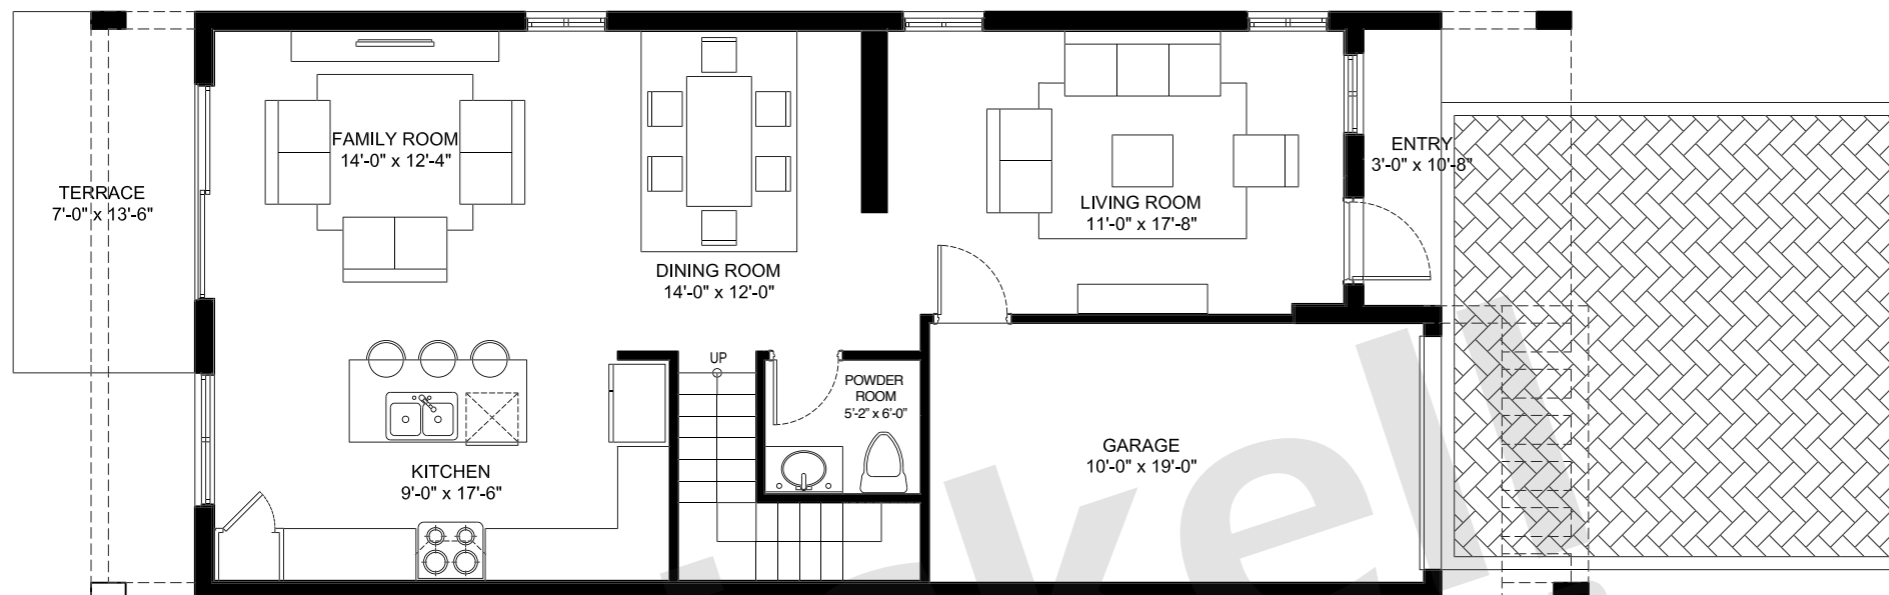 FAMILY ROOM
14'-0" x 12'-4"
TERRACE
7'-0" x 13'-6"
DINING ROOM
14'-0" x 12'-0"
LIVING ROOM
11'-0" x 17'-8"
ENTRY
3'-0" x 10'-8"
UP
POWDER
ROOM
5'-2" x 6'-0"
KITCHEN
9'-0" x 17'-6"
GARAGE
10'-0" x 19'-0"